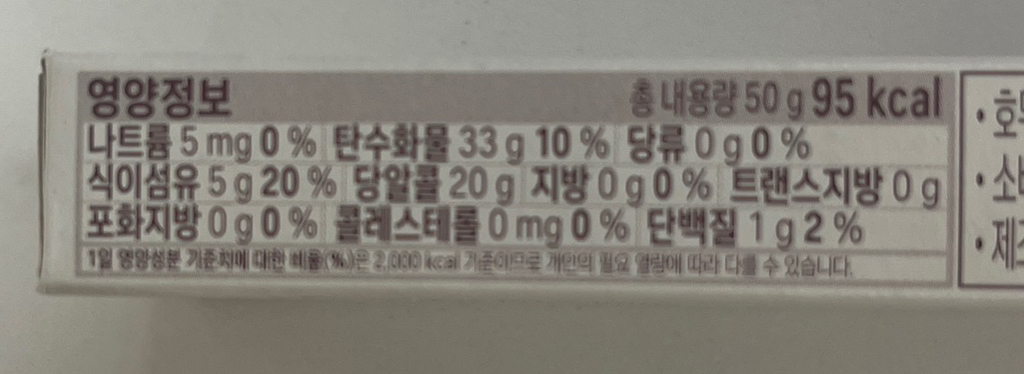 영양정보 총 내용량 50 g 95 kcal
나트륨 5 mg 0 % 탄수화물 33 g 10 % 당류 0 g 0 %
식이섬유 5 g 20 % 당알콜 20 g 지방 0 g 0 % 트랜스지방 0 g
포화지방 0 g 0 % 콜레스테롤 0 mg 0 % 단백질 1 g 2 %
1일 영양성분 기준치에 대한 비율(%)은 2,000 kcal 기준이므로 개인의 필요 열량에 따라 다를 수 있습니다.